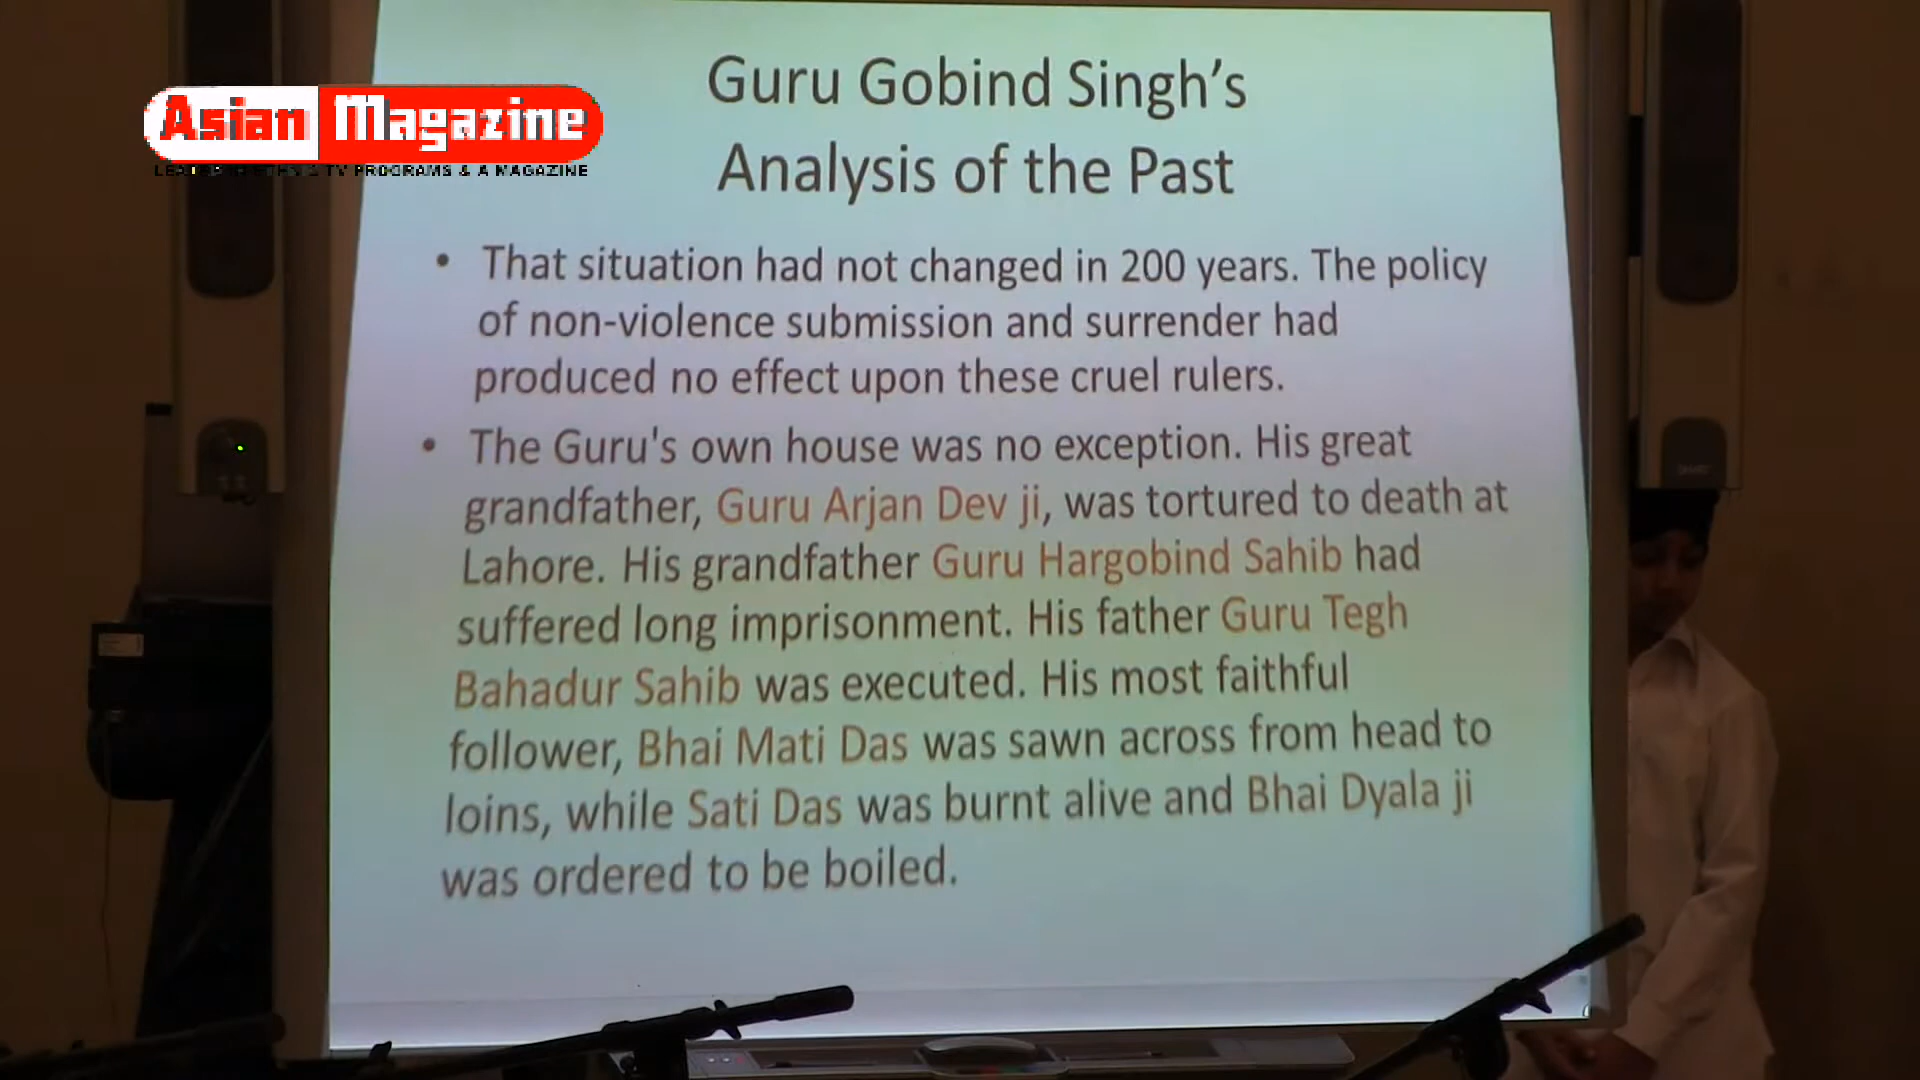 Asian Magazine
TV PROGRAMS & A MAGAZINE
Guru Gobind Singh's
Analysis of the Past
• That situation had not changed in 200 years. The policy
of non-violence submission and surrender had
produced no effect upon these cruel rulers.
• The Guru's own house was no exception. His great
grandfather, Guru Arjan Dev ji, was tortured to death at
Lahore. His grandfather Guru Hargobind Sahib had
suffered long imprisonment. His father Guru Tegh
Bahadur Sahib was executed. His most faithful
follower, Bhai Mati Das was sawn across from head to
loins, while Sati Das was burnt alive and Bhai Dyala ji
was ordered to be boiled.